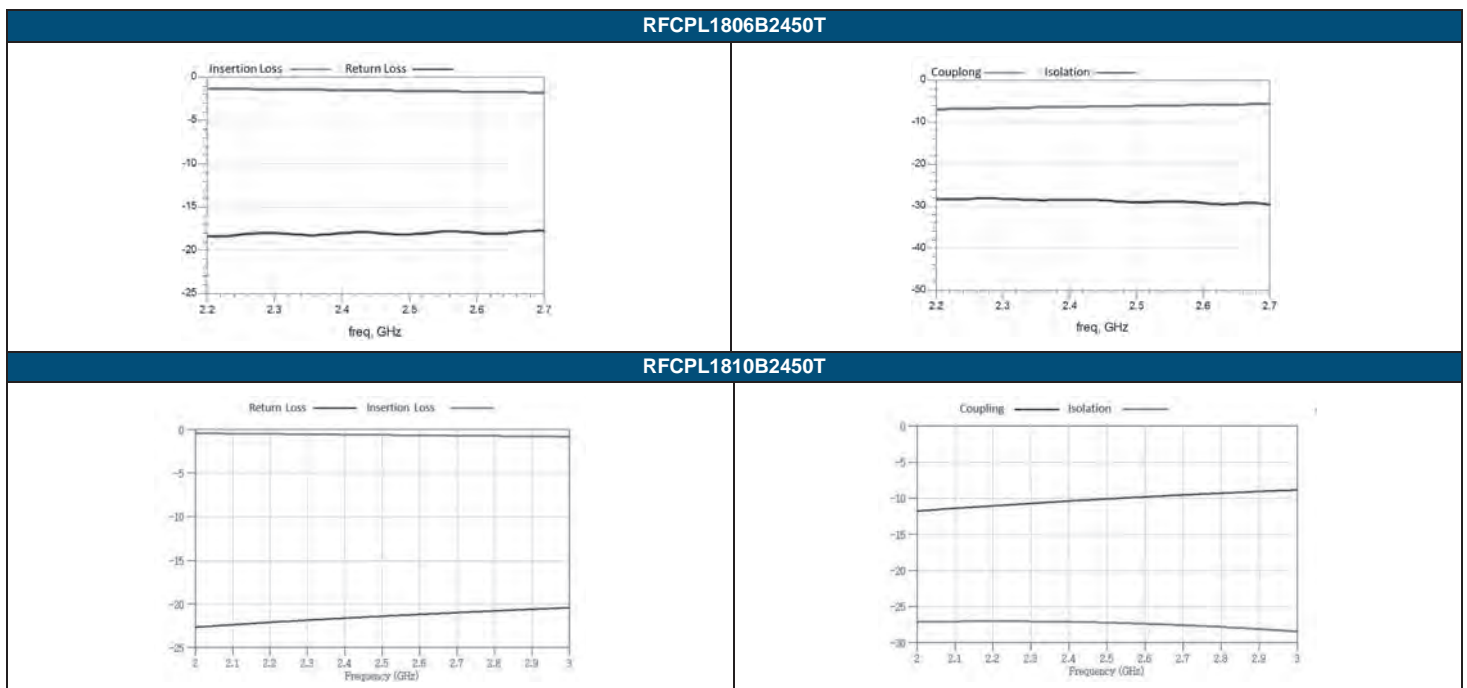 RFCPL1806B2450T
Insertion Loss Return Loss
0
-5
-10
-15
-20
-25
2.2 2.3 2.4 2.5 2.6 2.7
freq, GHz
Couplong Isolation
0
-10
-20
-30
-40
-50
2.2 2.3 2.4 2.5 2.6 2.7
freq, GHz
RFCPL1810B2450T
Return Loss Insertion Loss
0
-5
-10
-15
-20
-25
2 2.1 2.2 2.3 2.4 2.5 2.6 2.7 2.8 2.9 3
Frequency (GHz)
Coupling Isolation
0
-5
-10
-15
-20
-25
-30
2 2.1 2.2 2.3 2.4 2.5 2.6 2.7 2.8 2.9 3
Frequency (GHz)